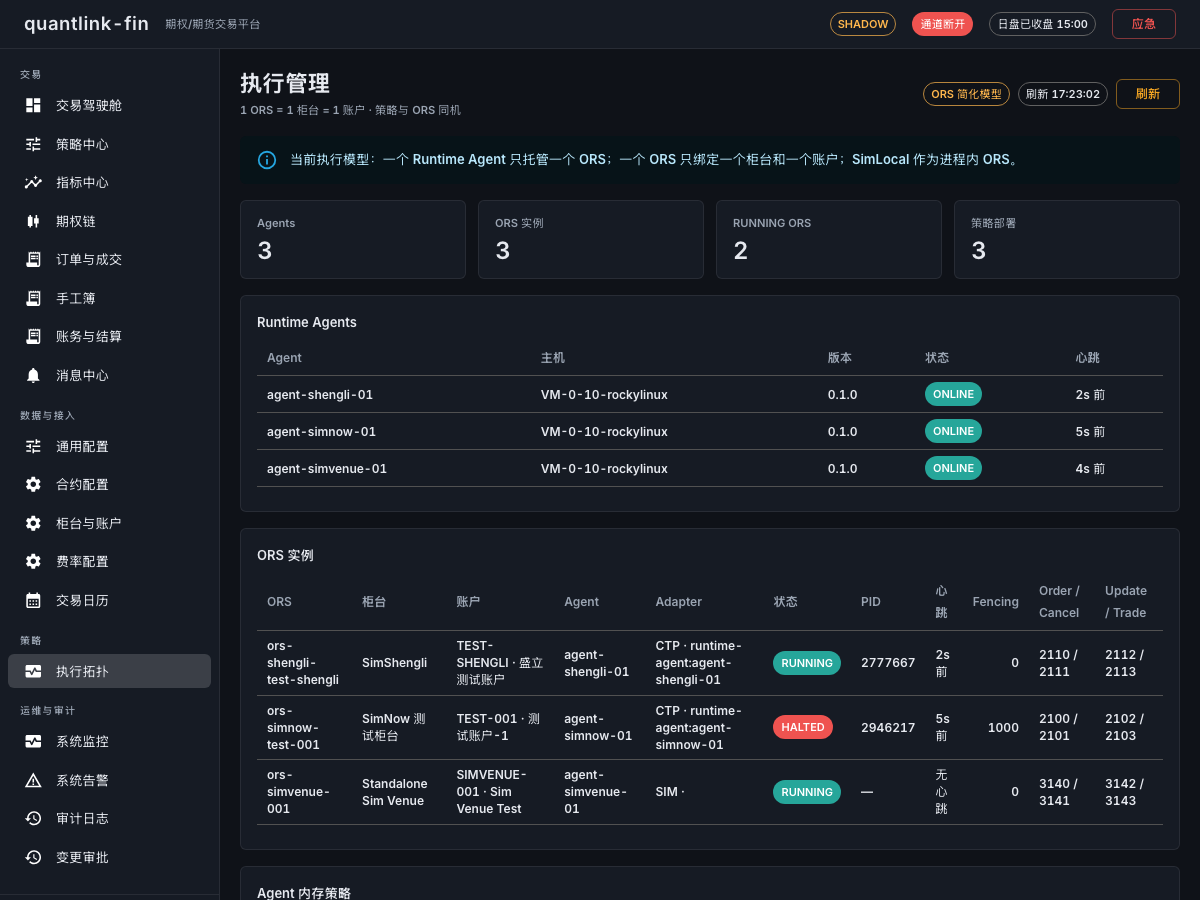 quantlink-fin 期权/期货交易平台 SHADOW 通道断开 日盘已收盘 15:00 应急
交易
交易驾驶舱
策略中心
指标中心
期权链
订单与成交
手工簿
账务与结算
消息中心
数据与接入
通用配置
合约配置
柜台与账户
费率配置
交易日历
策略
执行拓扑
运维与审计
系统监控
系统告警
审计日志
变更审批
执行管理
1 ORS = 1 柜台 = 1 账户 · 策略与 ORS 同机
ORS 简化模型 刷新 17:23:02 刷新
当前执行模型：一个 Runtime Agent 只托管一个 ORS；一个 ORS 只绑定一个柜台和一个账户；SimLocal 作为进程内 ORS。
Agents
3
ORS 实例
3
RUNNING ORS
2
策略部署
3
Runtime Agents
Agent 主机 版本 状态 心跳
agent-shengli-01 VM-0-10-rockylinux 0.1.0 ONLINE 2s 前
agent-simnow-01 VM-0-10-rockylinux 0.1.0 ONLINE 5s 前
agent-simvenue-01 VM-0-10-rockylinux 0.1.0 ONLINE 4s 前
ORS 实例
ORS 柜台 账户 Agent Adapter 状态 PID 心跳 Fencing Order / Cancel Update / Trade
ors-shengli-test-shengli SimShengli TEST-SHENGLI · 盛立测试账户 agent-shengli-01 CTP · runtime-agent:agent-shengli-01 RUNNING 2777667 2s 前 0 2110 / 2111 2112 / 2113
ors-simnow-test-001 SimNow 测试柜台 TEST-001 · 测试账户-1 agent-simnow-01 CTP · runtime-agent:agent-simnow-01 HALTED 2946217 5s 前 1000 2100 / 2101 2102 / 2103
ors-simvenue-001 Standalone Sim Venue SIMVENUE-001 · Sim Venue Test agent-simvenue-01 SIM · RUNNING — 无心跳 0 3140 / 3141 3142 / 3143
Agent 内存策略